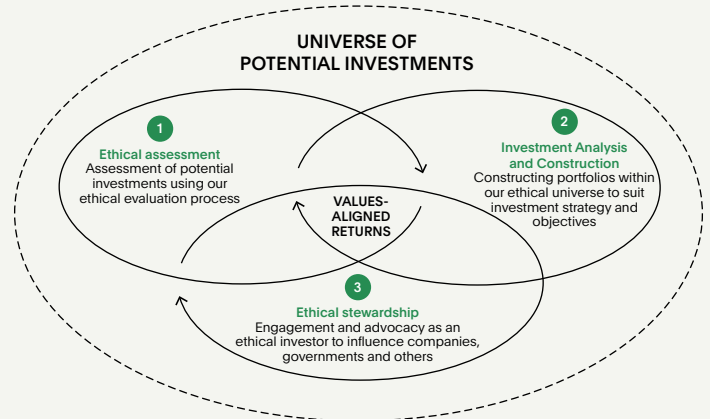 UNIVERSE OF
POTENTIAL INVESTMENTS
1
Ethical assessment
Assessment of potential
investments using our
ethical evaluation process
2
Investment Analysis
and Construction
Constructing portfolios within
our ethical universe to suit
investment strategy and
objectives
VALUES-
ALIGNED
RETURNS
3
Ethical stewardship
Engagement and advocacy as an
ethical investor to influence companies,
governments and others